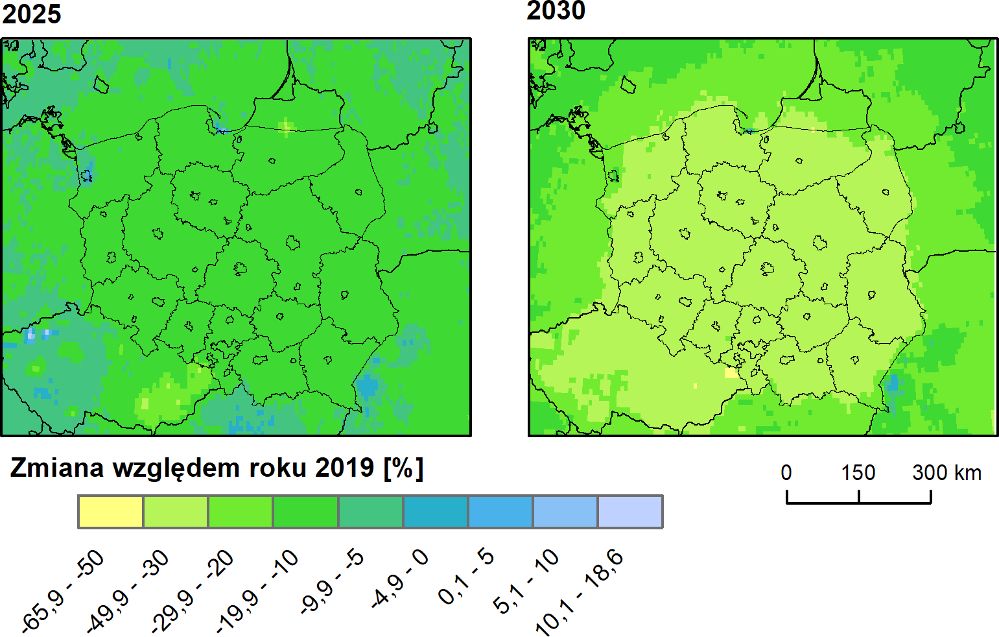 2025
2030
Zmiana względem roku 2019 [%]
0 150 300 km
-65,9 - -50
-49,9 - -30
-29,9 - -20
-19,9 - -10
-9,9 - -5
-4,9 - 0
0,1 - 5
5,1 - 10
10,1 - 18,6